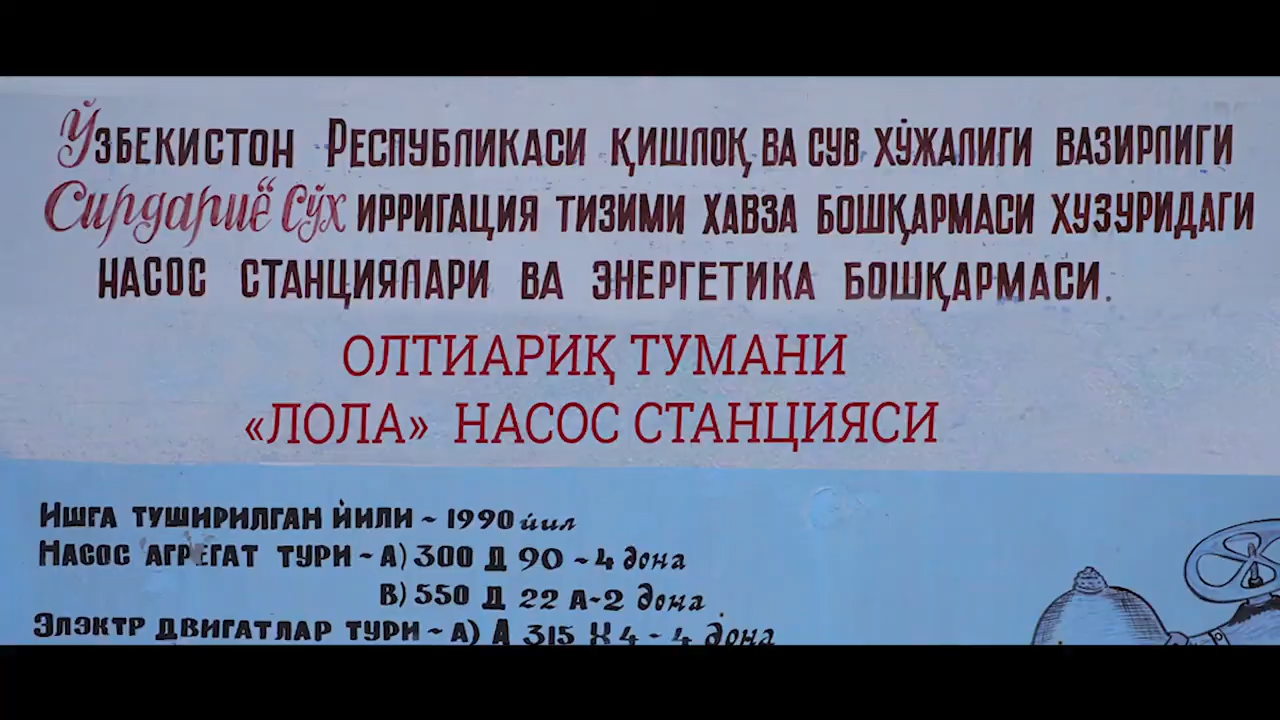 Ўзбекистон Республикаси қишлоқ ва сув хўжалиги вазирлиги
Сирдариё Сўх ирригация тизими хавза бошқармаси хузуридаги
насос станциялари ва энергетика бошқармаси.
ОЛТИАРИҚ ТУМАНИ
«ЛОЛА» НАСОС СТАНЦИЯСИ
Ишга туширилган йили ~ 1990 йил
Насос агрегат тури ~ А) 300 Д 90 ~ 4 дона
В) 550 Д 22 А-2 дона
Элэктр двигатлар тури ~ А) А 315 4 - 4 дона